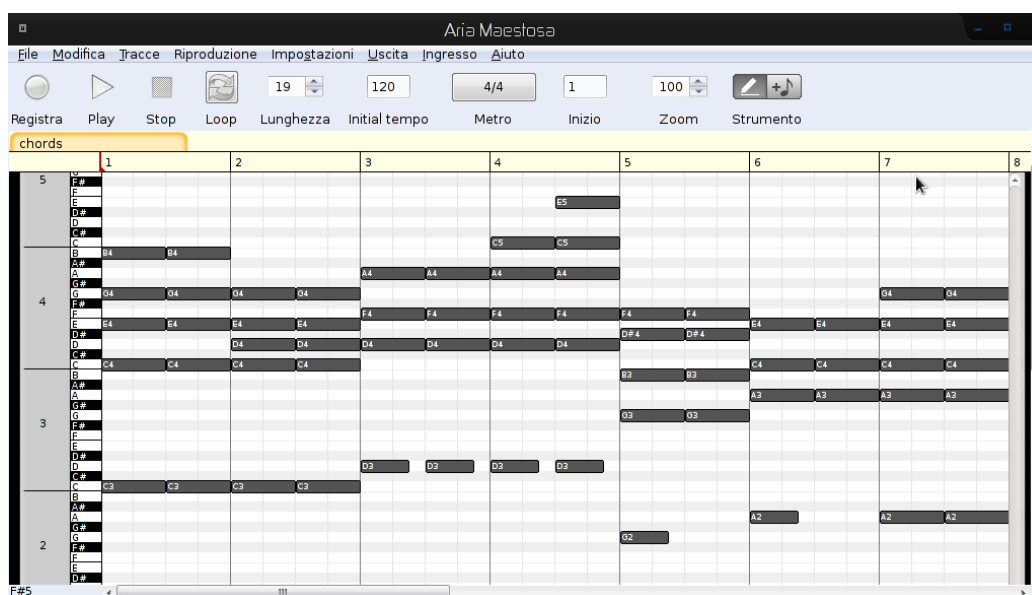 Aria Maestosa
File Modifica Tracce Riproduzione Impostazioni Uscita Ingresso Aiuto
19 120 4/4 1 100
Registra Play Stop Loop Lunghezza Initial tempo Metro Inizio Zoom Strumento
chords
1 2 3 4 5 6 7 8
5
G
F#
F
E E5
D#
D
C#
C C5 C5
B B4 B4
A#
A A4 A4 A4 A4
G#
4 G G4 G4 G4 G4 G4 G4
F#
F F4 F4 F4 F4 F4 F4
E E4 E4 E4 E4 E4 E4 E4 E4
D# D#4 D#4
D D4 D4 D4 D4 D4 D4
C#
C C4 C4 C4 C4 C4 C4 C4 C4
B B3 B3
A#
A A3 A3 A3 A3
G#
3 G G3 G3
F#
F
E
D#
D D3 D3 D3 D3
C#
C C3 C3 C3 C3
B
A#
A A2 A2 A2
G#
2 G G2
F#
F
E
D#
F#5